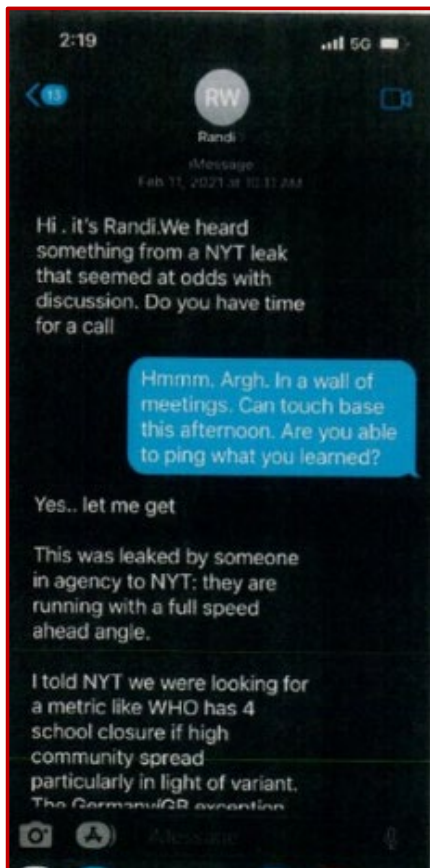 2:19
5G
13
RW
Randi
iMessage
Feb 11, 2021 at 10:11 AM
Hi . it's Randi.We heard
something from a NYT leak
that seemed at odds with
discussion. Do you have time
for a call
Hmmm. Argh. In a wall of
meetings. Can touch base
this afternoon. Are you able
to ping what you learned?
Yes.. let me get
This was leaked by someone
in agency to NYT: they are
running with a full speed
ahead angle.
I told NYT we were looking for
a metric like WHO has 4
school closure if high
community spread
particularly in light of variant.
The Germany/GB exception
iMessage